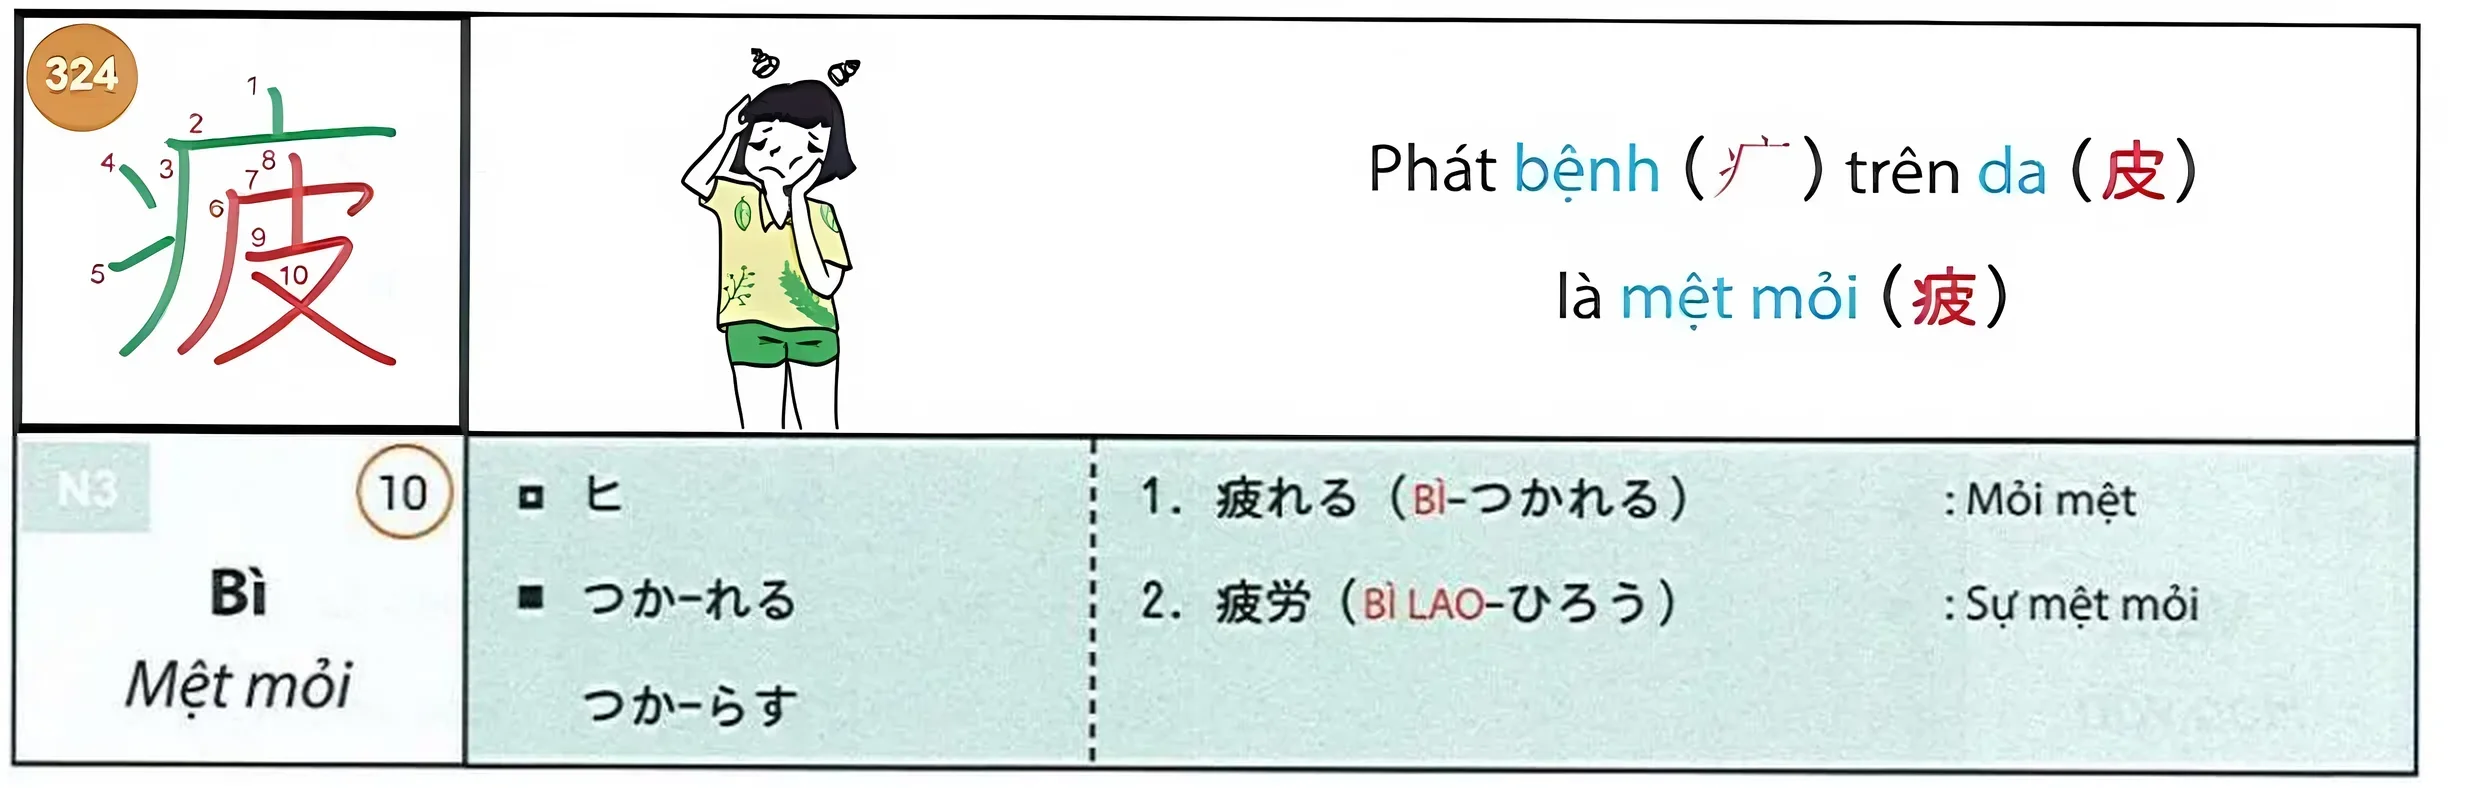 324
疲
1
2
3
4
5
6
7
8
9
10
Phát bệnh (疒) trên da (皮)
là mệt mỏi (疲)
N3
10
Bì
Mệt mỏi
ヒ
つか-れる
つか-らす
1. 疲れる (BÌ-つかれる) : Mỏi mệt
2. 疲労 (BÌ LAO-ひろう) : Sự mệt mỏi